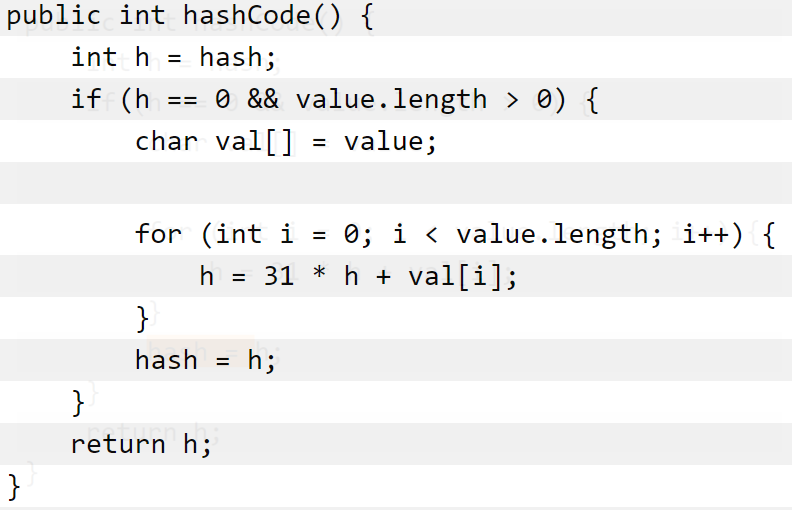 public int hashCode() {
    int h = hash;
    if (h == 0 && value.length > 0) {
        char val[] = value;

        for (int i = 0; i < value.length; i++) {
            h = 31 * h + val[i];
        }
        hash = h;
    }
    return h;
}